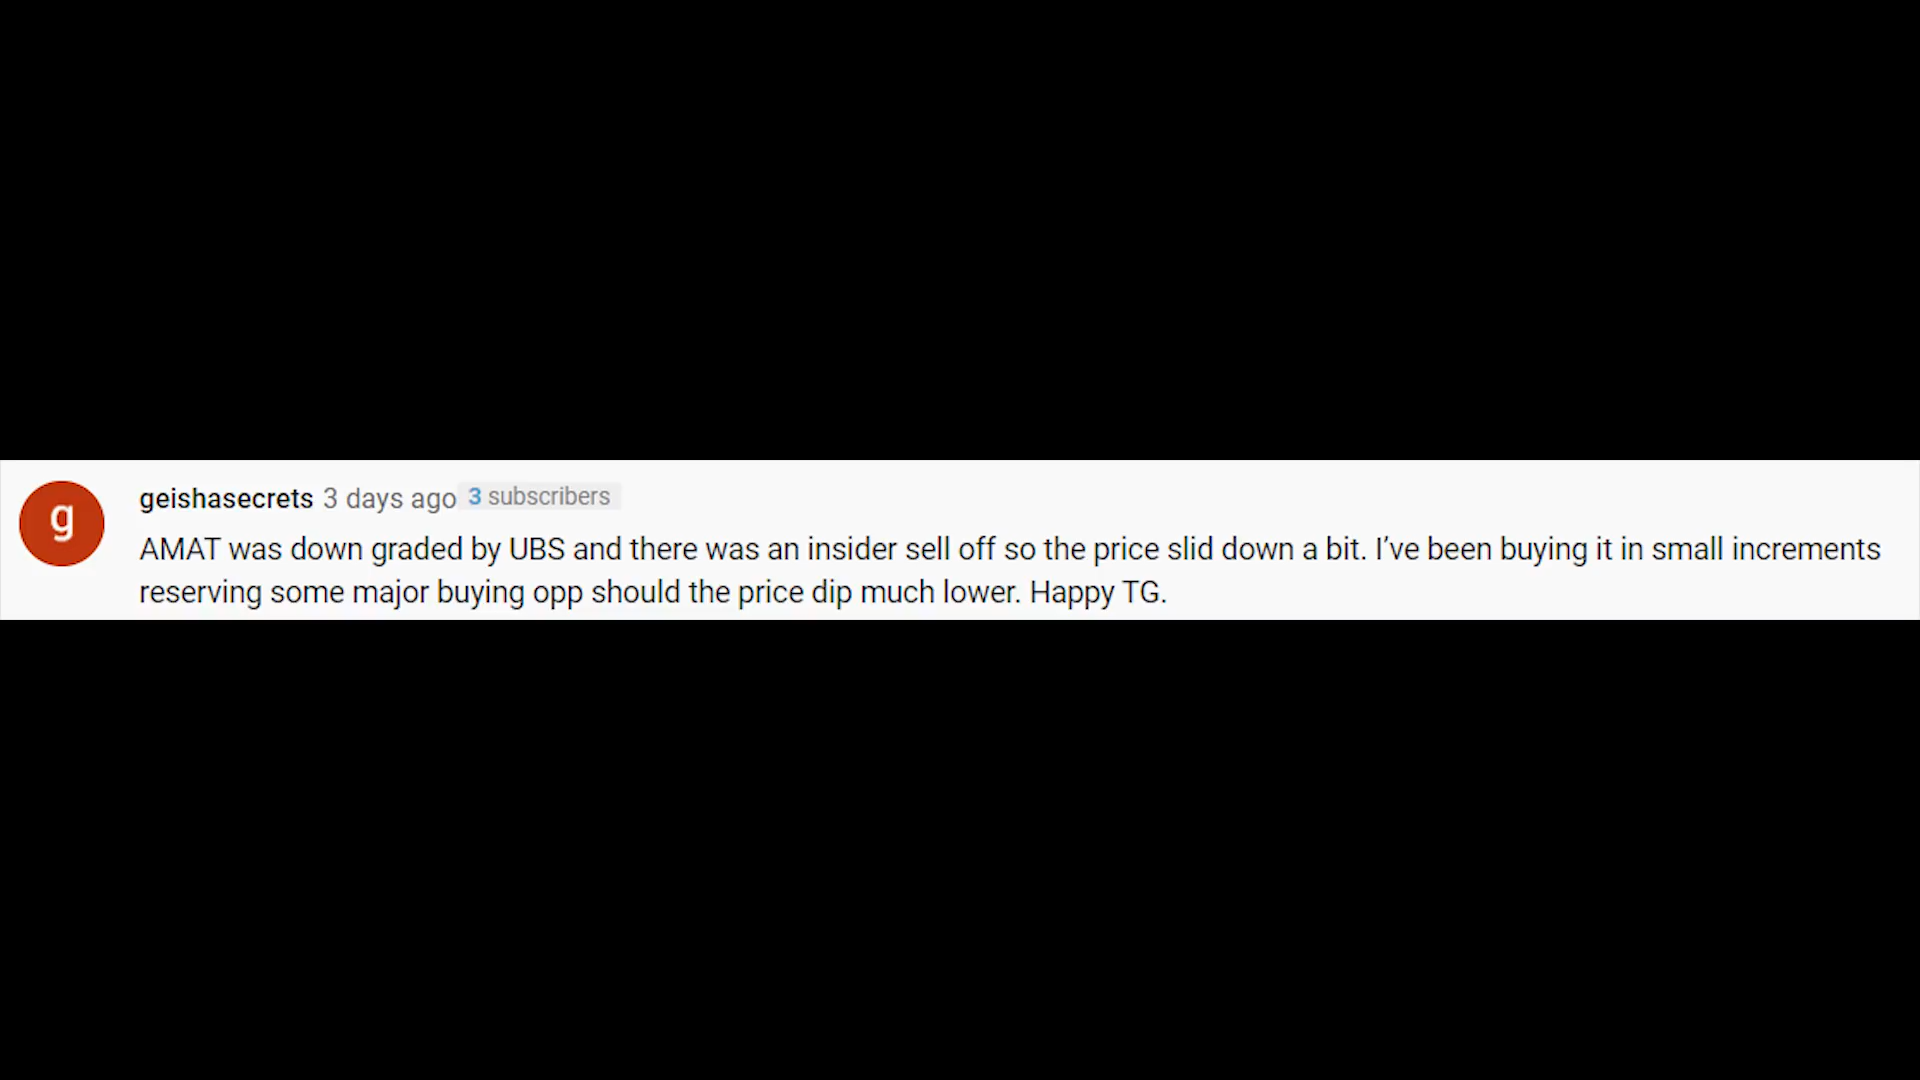 g
geishasecrets 3 days ago 3 subscribers
AMAT was down graded by UBS and there was an insider sell off so the price slid down a bit. I’ve been buying it in small increments
reserving some major buying opp should the price dip much lower. Happy TG.